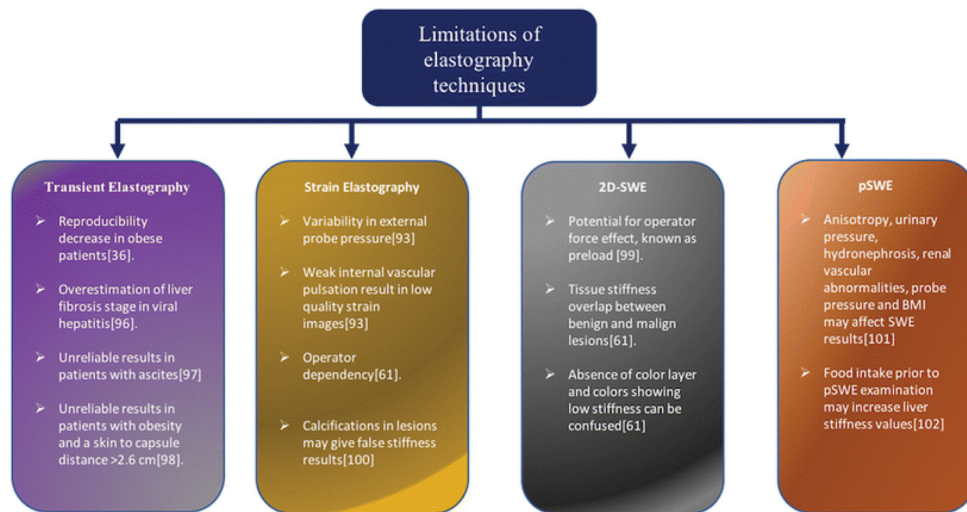 Limitations of
elastography
techniques
Transient Elastography
➢ Reproducibility
decrease in obese
patients[36].
➢ Overestimation of liver
fibrosis stage in viral
hepatitis[96].
➢ Unreliable results in
patients with ascites[97]
➢ Unreliable results in
patients with obesity
and a skin to capsule
distance >2.6 cm[98].
Strain Elastography
➢ Variability in external
probe pressure[93]
➢ Weak internal vascular
pulsation result in low
quality strain
images[93]
➢ Operator
dependency[61].
➢ Calcifications in lesions
may give false stiffness
results[100]
2D-SWE
➢ Potential for operator
force effect, known as
preload [99].
➢ Tissue stiffness
overlap between
benign and malign
lesions[61].
➢ Absence of color layer
and colors showing
low stiffness can be
confused[61]
pSWE
➢ Anisotropy, urinary
pressure,
hydronephrosis, renal
vascular
abnormalities, probe
pressure and BMI
may affect SWE
results[101]
➢ Food intake prior to
pSWE examination
may increase liver
stiffness values[102]